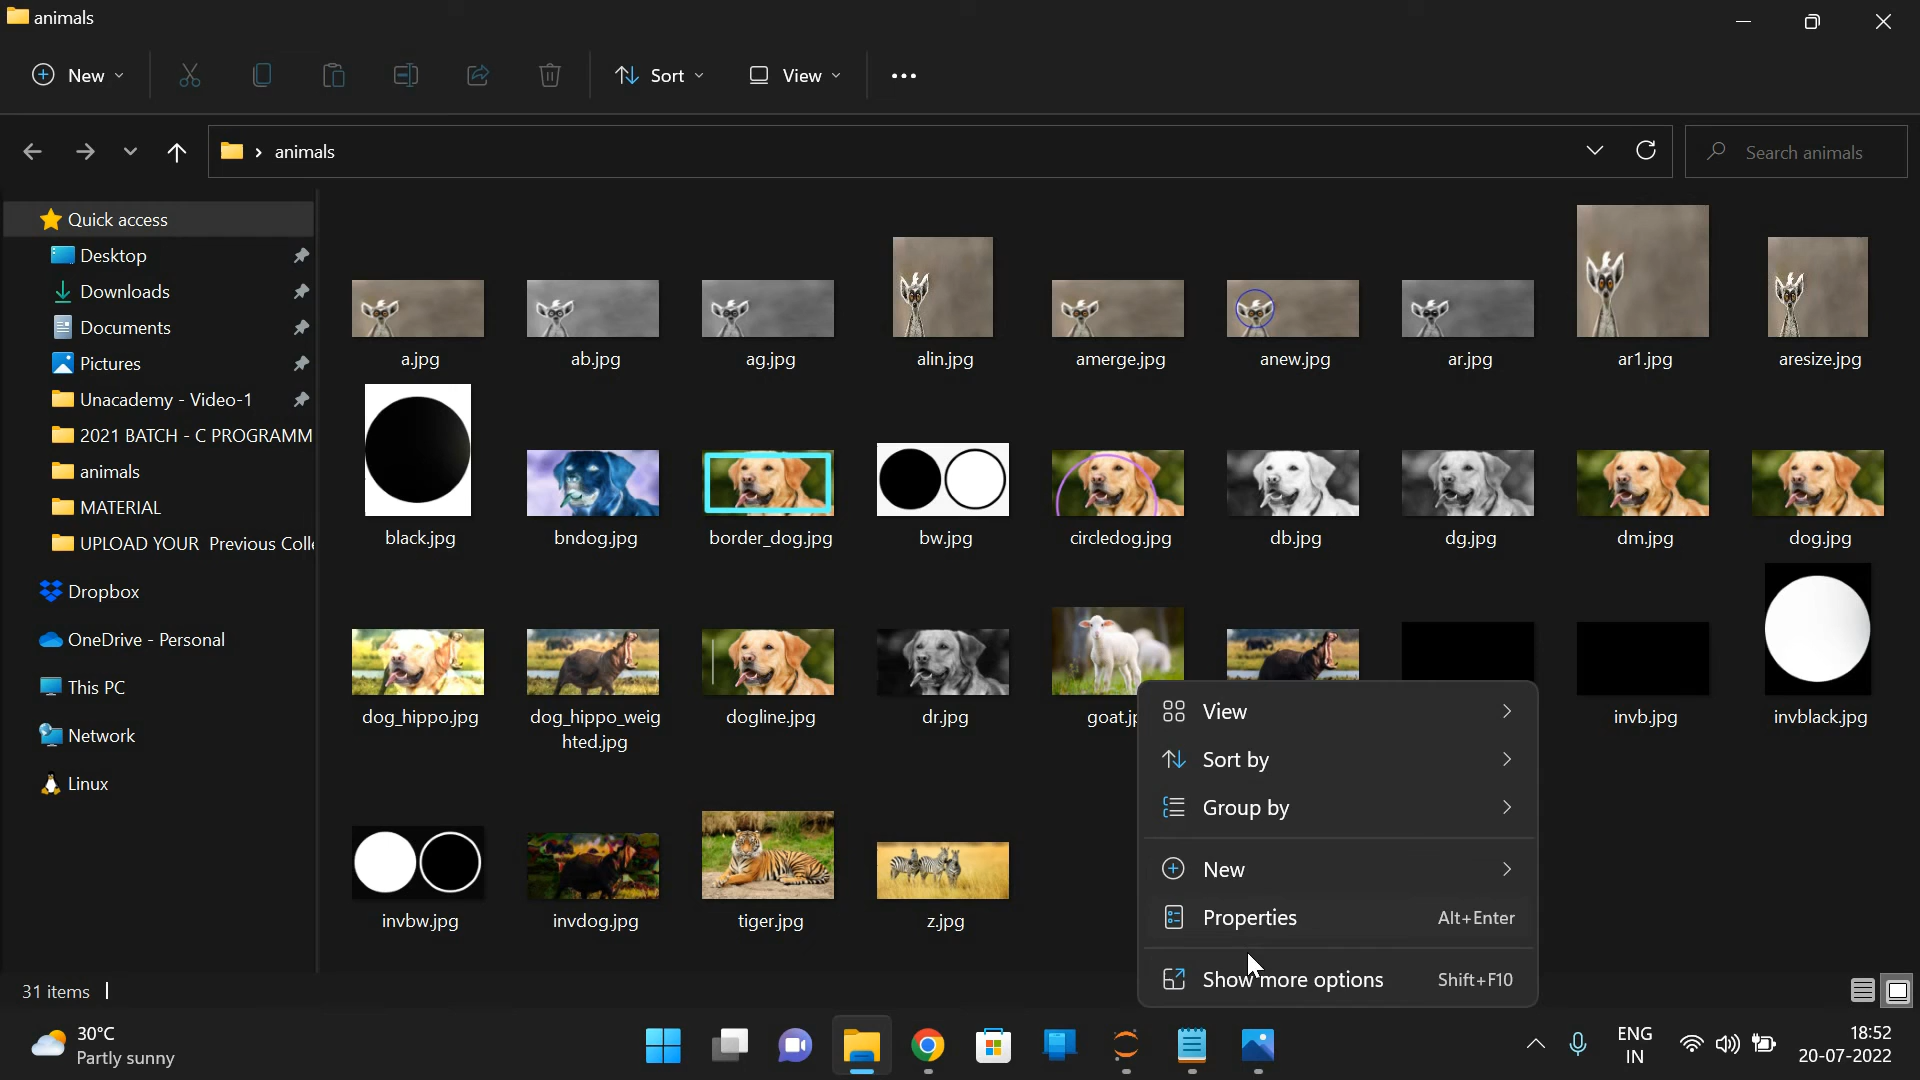 animals
New
Sort
View
animals
Search animals
Quick access
Desktop
Downloads
Documents
Pictures
Unacademy - Video-1
2021 BATCH - C PROGRAMM
animals
MATERIAL
UPLOAD YOUR Previous Coll
Dropbox
OneDrive - Personal
This PC
Network
Linux
a.jpg
ab.jpg
ag.jpg
alin.jpg
amerge.jpg
anew.jpg
ar.jpg
ar1.jpg
aresize.jpg
black.jpg
bndog.jpg
border_dog.jpg
bw.jpg
circledog.jpg
db.jpg
dg.jpg
dm.jpg
dog.jpg
dog_hippo.jpg
dog_hippo_weig
hted.jpg
dogline.jpg
dr.jpg
goat.jp
invb.jpg
invblack.jpg
invbw.jpg
invdog.jpg
tiger.jpg
z.jpg
View
Sort by
Group by
New
Properties Alt+Enter
Show more options Shift+F10
31 items
30°C
Partly sunny
ENG
IN
18:52
20-07-2022